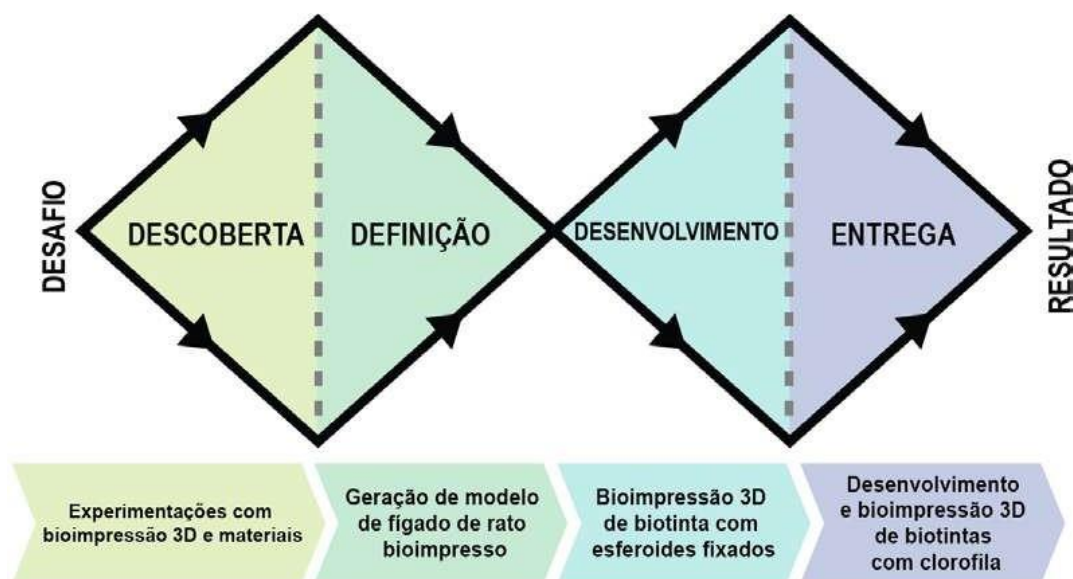 DESAFIO
DESCOBERTA
DEFINIÇÃO
DESENVOLVIMENTO
ENTREGA
RESULTADO
Experimentações com
bioimpressão 3D e materiais
Geração de modelo
de fígado de rato
bioimpresso
Bioimpressão 3D
de biotinta com
esferoides fixados
Desenvolvimento
e bioimpressão 3D
de biotintas
com clorofila